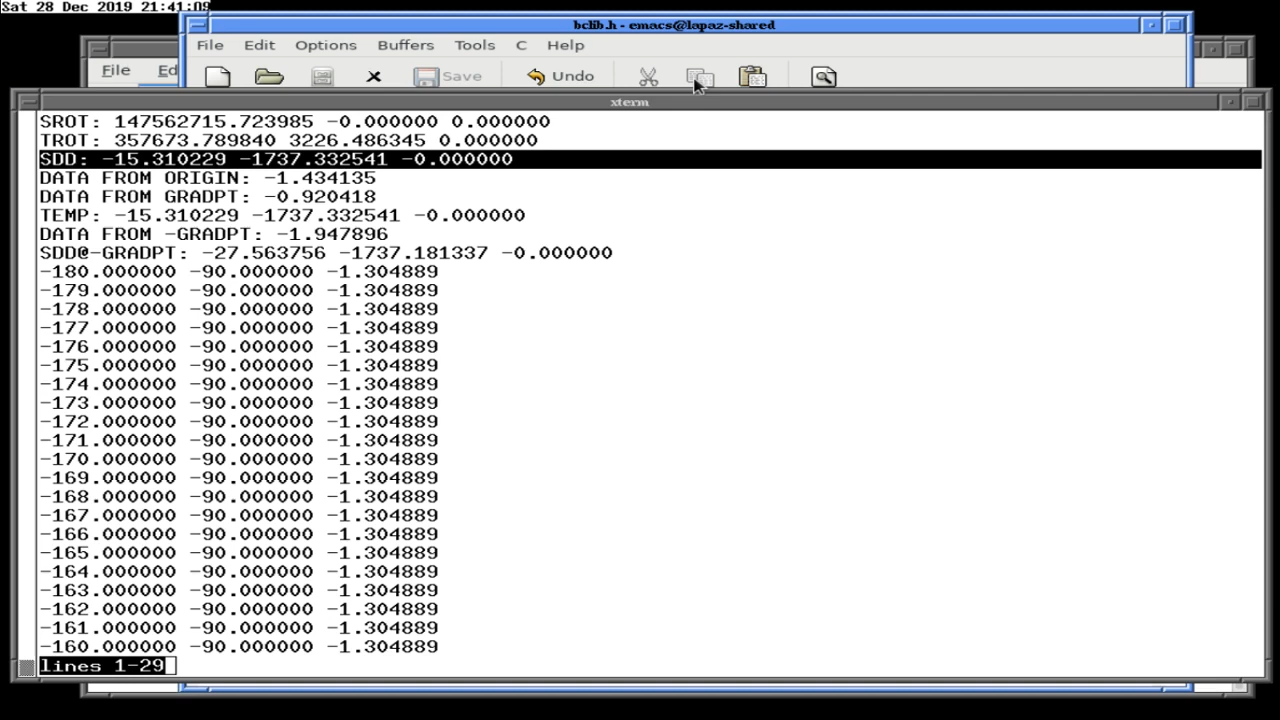 Sat 28 Dec 2019 21:41:09
bclib.h - emacs@lapaz-shared
File Edit Options Buffers Tools C Help
File Ed
Save Undo
xterm
SROT: 147562715.723985 -0.000000 0.000000
TROT: 357673.789840 3226.486345 0.000000
SDD: -15.310229 -1737.332541 -0.000000
DATA FROM ORIGIN: -1.434135
DATA FROM GRADPT: -0.920418
TEMP: -15.310229 -1737.332541 -0.000000
DATA FROM -GRADPT: -1.947896
SDD@-GRADPT: -27.563756 -1737.181337 -0.000000
-180.000000 -90.000000 -1.304889
-179.000000 -90.000000 -1.304889
-178.000000 -90.000000 -1.304889
-177.000000 -90.000000 -1.304889
-176.000000 -90.000000 -1.304889
-175.000000 -90.000000 -1.304889
-174.000000 -90.000000 -1.304889
-173.000000 -90.000000 -1.304889
-172.000000 -90.000000 -1.304889
-171.000000 -90.000000 -1.304889
-170.000000 -90.000000 -1.304889
-169.000000 -90.000000 -1.304889
-168.000000 -90.000000 -1.304889
-167.000000 -90.000000 -1.304889
-166.000000 -90.000000 -1.304889
-165.000000 -90.000000 -1.304889
-164.000000 -90.000000 -1.304889
-163.000000 -90.000000 -1.304889
-162.000000 -90.000000 -1.304889
-161.000000 -90.000000 -1.304889
-160.000000 -90.000000 -1.304889
lines 1-29